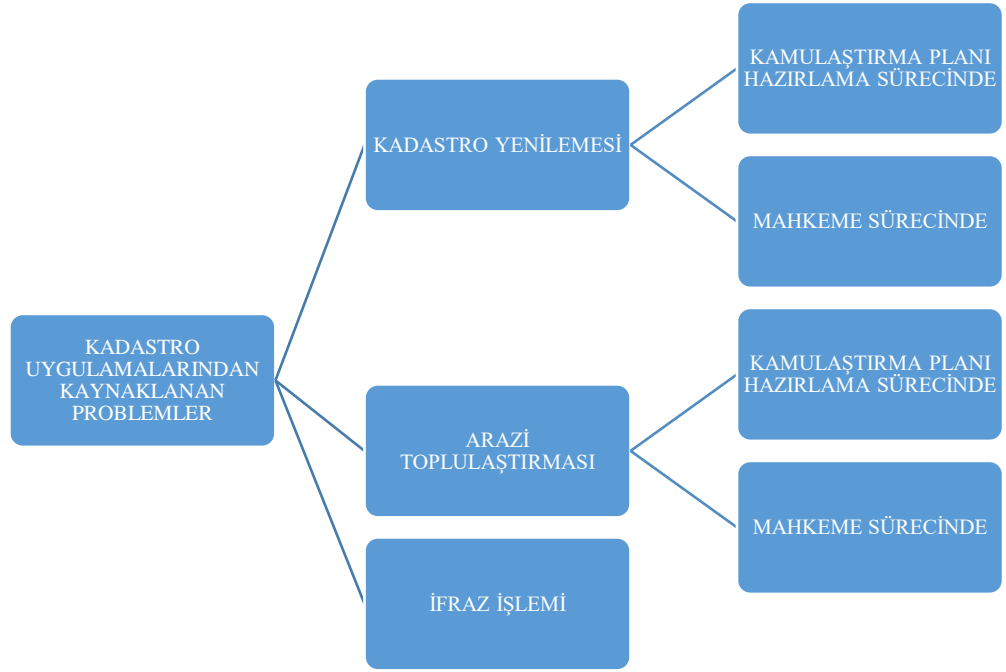 KADASTRO
UYGULAMALARINDAN
KAYNAKLANAN
PROBLEMLER
KADASTRO YENİLEMESİ
KAMULAŞTIRMA PLANI
HAZIRLAMA SÜRECİNDE
MAHKEME SÜRECİNDE
ARAZİ
TOPLULAŞTIRMASI
KAMULAŞTIRMA PLANI
HAZIRLAMA SÜRECİNDE
MAHKEME SÜRECİNDE
İFRAZ İŞLEMİ